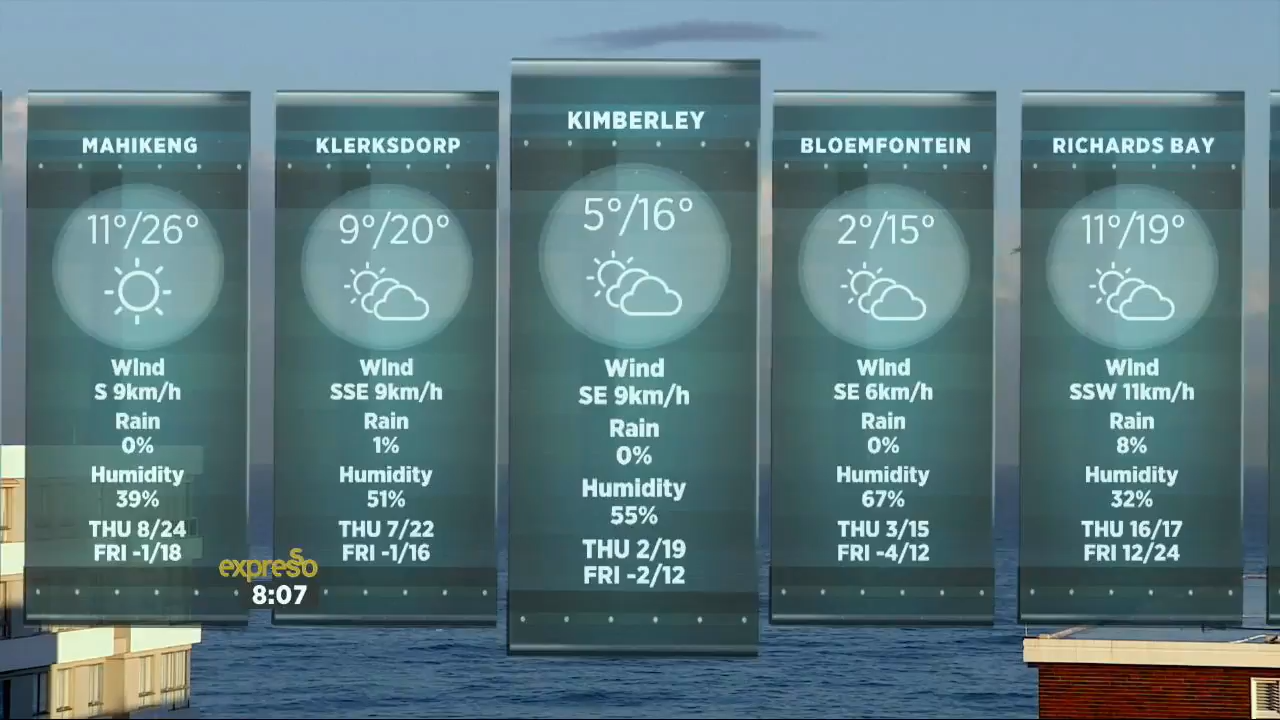 MAHIKENG
11°/26°
Wind
S 9km/h
Rain
0%
Humidity
39%
THU 8/24
FRI -1/18
KLERKSDORP
9°/20°
Wind
SSE 9km/h
Rain
1%
Humidity
51%
THU 7/22
FRI -1/16
KIMBERLEY
5°/16°
Wind
SE 9km/h
Rain
0%
Humidity
55%
THU 2/19
FRI -2/12
BLOEMFONTEIN
2°/15°
Wind
SE 6km/h
Rain
0%
Humidity
67%
THU 3/15
FRI -4/12
RICHARDS BAY
11°/19°
Wind
SSW 11km/h
Rain
8%
Humidity
32%
THU 16/17
FRI 12/24
expresso
8:07